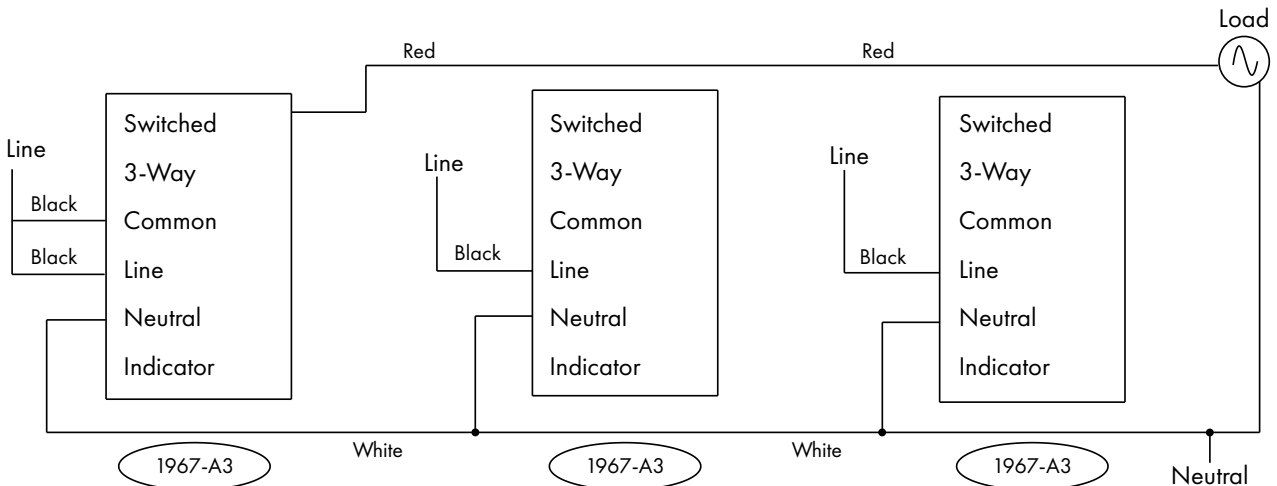 Load
Red
Red
Line
Black
Black
Switched
3-Way
Common
Line
Neutral
Indicator
Line
Black
Switched
3-Way
Common
Line
Neutral
Indicator
Line
Black
Switched
3-Way
Common
Line
Neutral
Indicator
White
White
1967-A3
1967-A3
1967-A3
Neutral